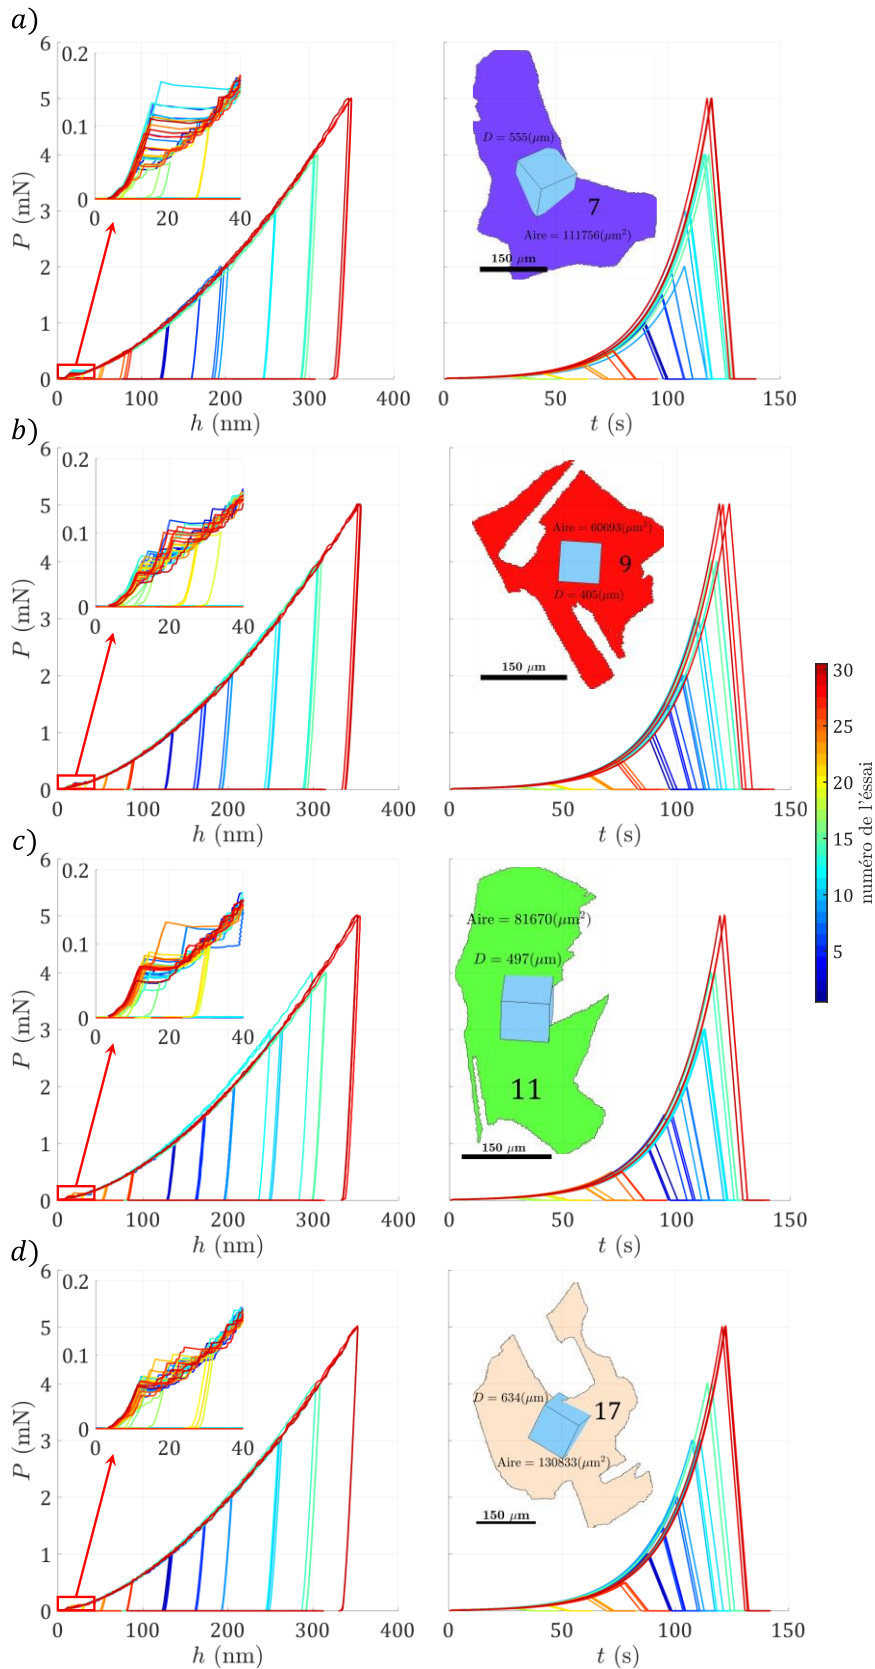 a)
6
5
4
3
2
1
0
P (mN)
0.2
0.1
0
0 20 40
0 100 200 300 400
h (nm)
D = 555(μm)
7
Aire = 111756(μm²)
150 μm
0 50 100 150
t (s)
b)
6
5
4
3
2
1
0
P (mN)
0.2
0.1
0
0 20 40
0 100 200 300 400
h (nm)
Aire = 60693(μm²)
9
D = 405(μm)
150 μm
0 50 100 150
t (s)
30
25
20
15
10
5
numéro de l'éssai
c)
6
5
4
3
2
1
0
P (mN)
0.2
0.1
0
0 20 40
0 100 200 300 400
h (nm)
Aire = 81670(μm²)
D = 497(μm)
11
150 μm
0 50 100 150
t (s)
d)
6
5
4
3
2
1
0
P (mN)
0.2
0.1
0
0 20 40
0 100 200 300 400
h (nm)
D = 634(μm)
17
Aire = 130833(μm²)
150 μm
0 50 100 150
t (s)